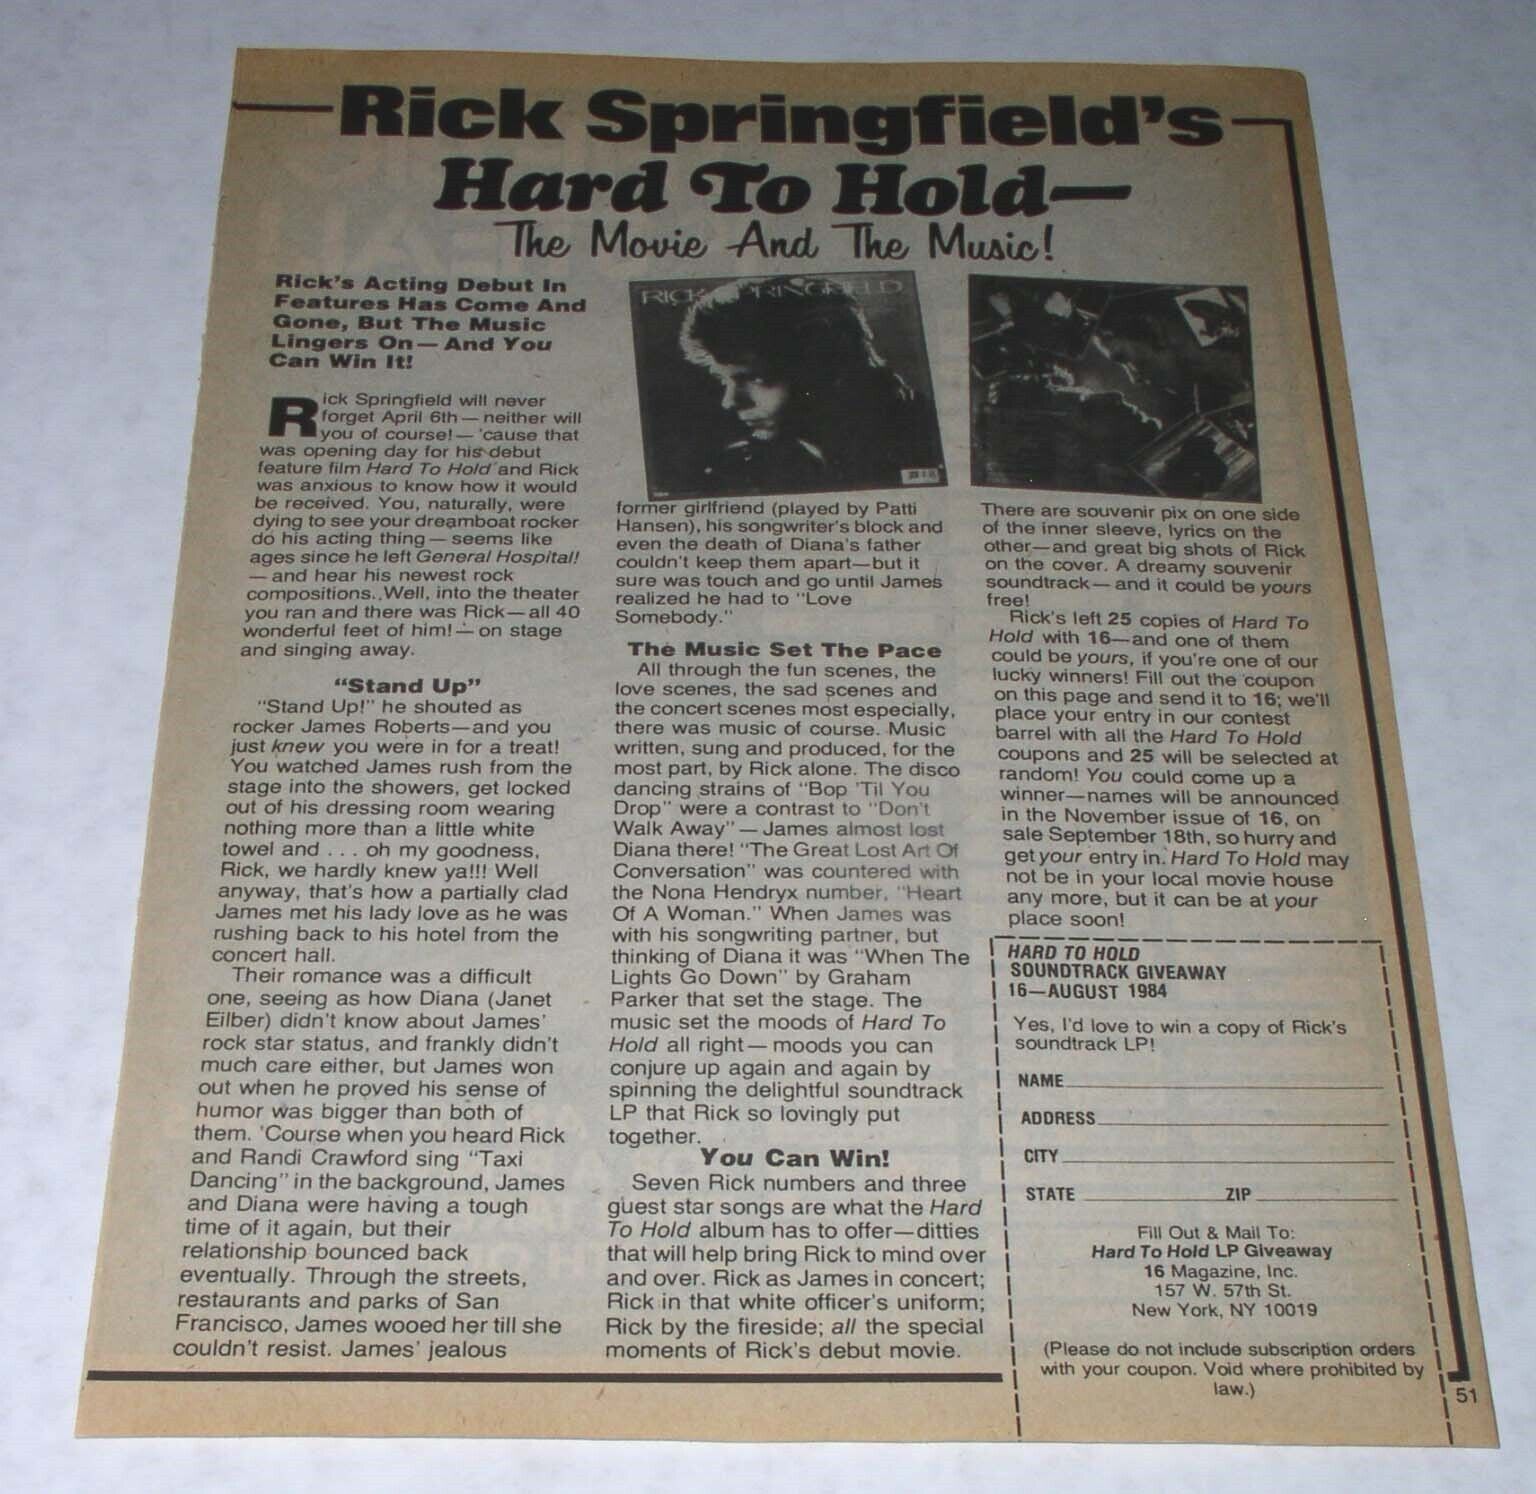 Rick Springfield's
Hard To Hold—
The Movie And The Music!
Rick's Acting Debut In
Features Has Come And
Gone, But The Music
Lingers On—And You
Can Win It!
Rick Springfield will never
forget April 6th—neither will
you of course!—'cause that
was opening day for his debut
feature film Hard To Hold and Rick
was anxious to know how it would
be received. You, naturally, were
dying to see your dreamboat rocker
do his acting thing—seems like
ages since he left General Hospital!
—and hear his newest rock
compositions. Well, into the theater
you ran and there was Rick—all 40
wonderful feet of him!—on stage
and singing away.
"Stand Up"
"Stand Up!" he shouted as
rocker James Roberts—and you
just knew you were in for a treat!
You watched James rush from the
stage into the showers, get locked
out of his dressing room wearing
nothing more than a little white
towel and . . . oh my goodness,
Rick, we hardly knew ya!!! Well
anyway, that's how a partially clad
James met his lady love as he was
rushing back to his hotel from the
concert hall.
Their romance was a difficult
one, seeing as how Diana (Janet
Eilber) didn't know about James'
rock star status, and frankly didn't
much care either, but James won
out when he proved his sense of
humor was bigger than both of
them. 'Course when you heard Rick
and Randi Crawford sing "Taxi
Dancing" in the background, James
and Diana were having a tough
time of it again, but their
relationship bounced back
eventually. Through the streets,
restaurants and parks of San
Francisco, James wooed her till she
couldn't resist. James' jealous
RICK SPRINGFIELD
former girlfriend (played by Patti
Hansen), his songwriter's block and
even the death of Diana's father
couldn't keep them apart—but it
sure was touch and go until James
realized he had to "Love
Somebody."
The Music Set The Pace
All through the fun scenes, the
love scenes, the sad scenes and
the concert scenes most especially,
there was music of course. Music
written, sung and produced, for the
most part, by Rick alone. The disco
dancing strains of "Bop 'Til You
Drop" were a contrast to "Don't
Walk Away"—James almost lost
Diana there! "The Great Lost Art Of
Conversation" was countered with
the Nona Hendryx number, "Heart
Of A Woman." When James was
with his songwriting partner, but
thinking of Diana it was "When The
Lights Go Down" by Graham
Parker that set the stage. The
music set the moods of Hard To
Hold all right—moods you can
conjure up again and again by
spinning the delightful soundtrack
LP that Rick so lovingly put
together.
You Can Win!
Seven Rick numbers and three
guest star songs are what the Hard
To Hold album has to offer—ditties
that will help bring Rick to mind over
and over. Rick as James in concert;
Rick in that white officer's uniform;
Rick by the fireside; all the special
moments of Rick's debut movie.
There are souvenir pix on one side
of the inner sleeve, lyrics on the
other—and great big shots of Rick
on the cover. A dreamy souvenir
soundtrack—and it could be yours
free!
Rick's left 25 copies of Hard To
Hold with 16—and one of them
could be yours, if you're one of our
lucky winners! Fill out the coupon
on this page and send it to 16; we'll
place your entry in our contest
barrel with all the Hard To Hold
coupons and 25 will be selected at
random! You could come up a
winner—names will be announced
in the November issue of 16, on
sale September 18th, so hurry and
get your entry in. Hard To Hold may
not be in your local movie house
any more, but it can be at your
place soon!
HARD TO HOLD
SOUNDTRACK GIVEAWAY
16—AUGUST 1984
Yes, I'd love to win a copy of Rick's
soundtrack LP!
NAME
ADDRESS
CITY
STATE ZIP
Fill Out & Mail To:
Hard To Hold LP Giveaway
16 Magazine, Inc.
157 W. 57th St.
New York, NY 10019
(Please do not include subscription orders
with your coupon. Void where prohibited by
law.)
51